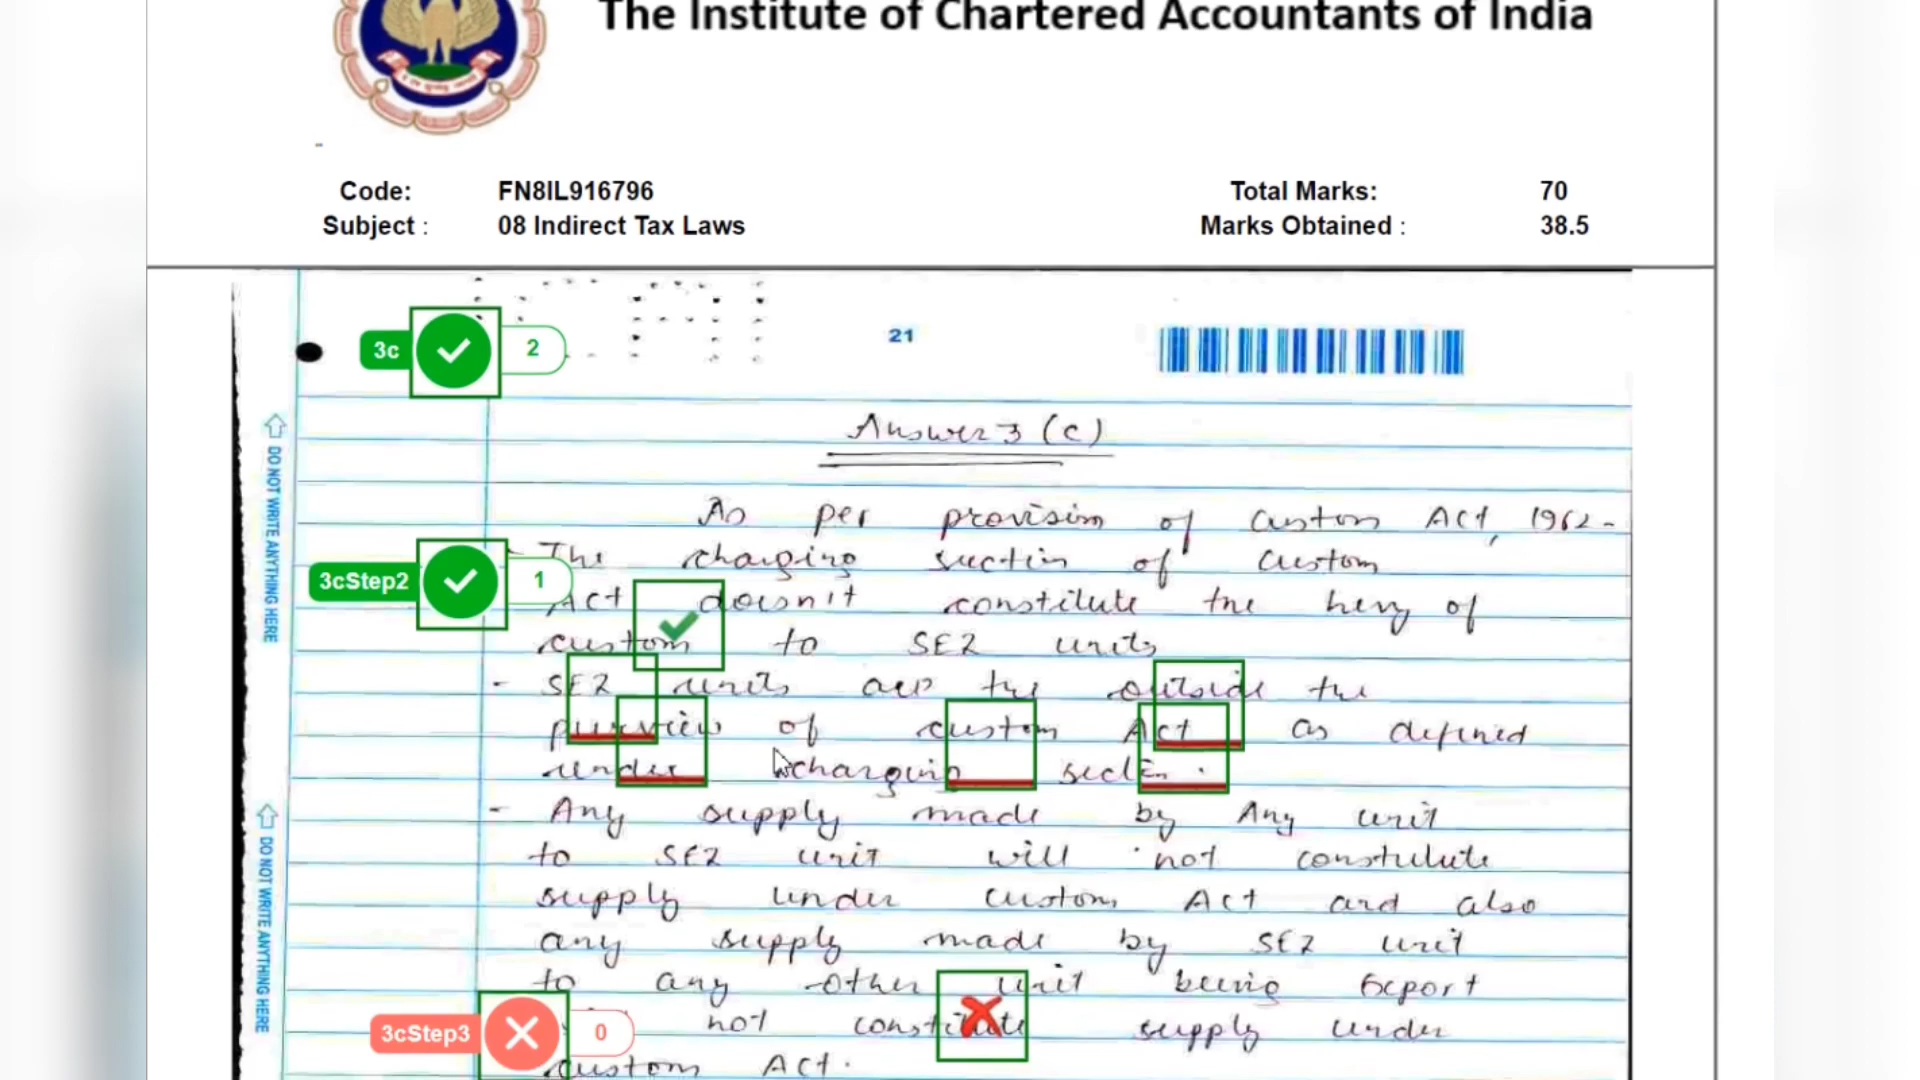 The Institute of Chartered Accountants of India
Code: FN8IL916796 Total Marks: 70
Subject : 08 Indirect Tax Laws Marks Obtained : 38.5
3c 2 21
Answer 3 (c)
As per provision of Custom Act, 1962 -
- The charging section of Custom
3cStep2 1
Act doesn't constitute the levy of
custom to SEZ units
- SEZ units are the outside the
purview of custom Act as defined
under charging section.
- Any supply made by Any unit
to SEZ unit will not constitute
supply under custom Act and also
any supply made by SEZ unit
to any other unit being Export
3cStep3 0
not constitute supply under
custom Act.
DO NOT WRITE ANYTHING HERE
DO NOT WRITE ANYTHING HERE